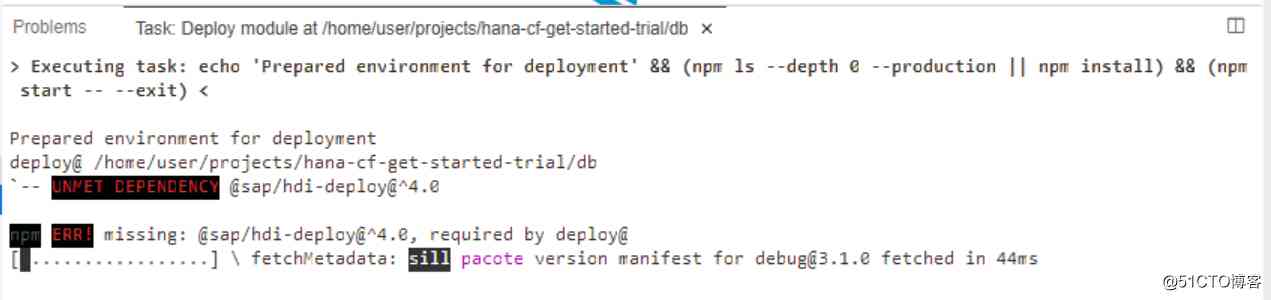 Problems
Task: Deploy module at /home/user/projects/hana-cf-get-started-trial/db ×
> Executing task: echo 'Prepared environment for deployment' && (npm ls --depth 0 --production || npm install) && (npm
start -- --exit) <
Prepared environment for deployment
deploy@ /home/user/projects/hana-cf-get-started-trial/db
`-- UNMET DEPENDENCY @sap/hdi-deploy@^4.0
npm ERR! missing: @sap/hdi-deploy@^4.0, required by deploy@
[ ..................] \ fetchMetadata: sill pacote version manifest for debug@3.1.0 fetched in 44ms
@51CTO博客